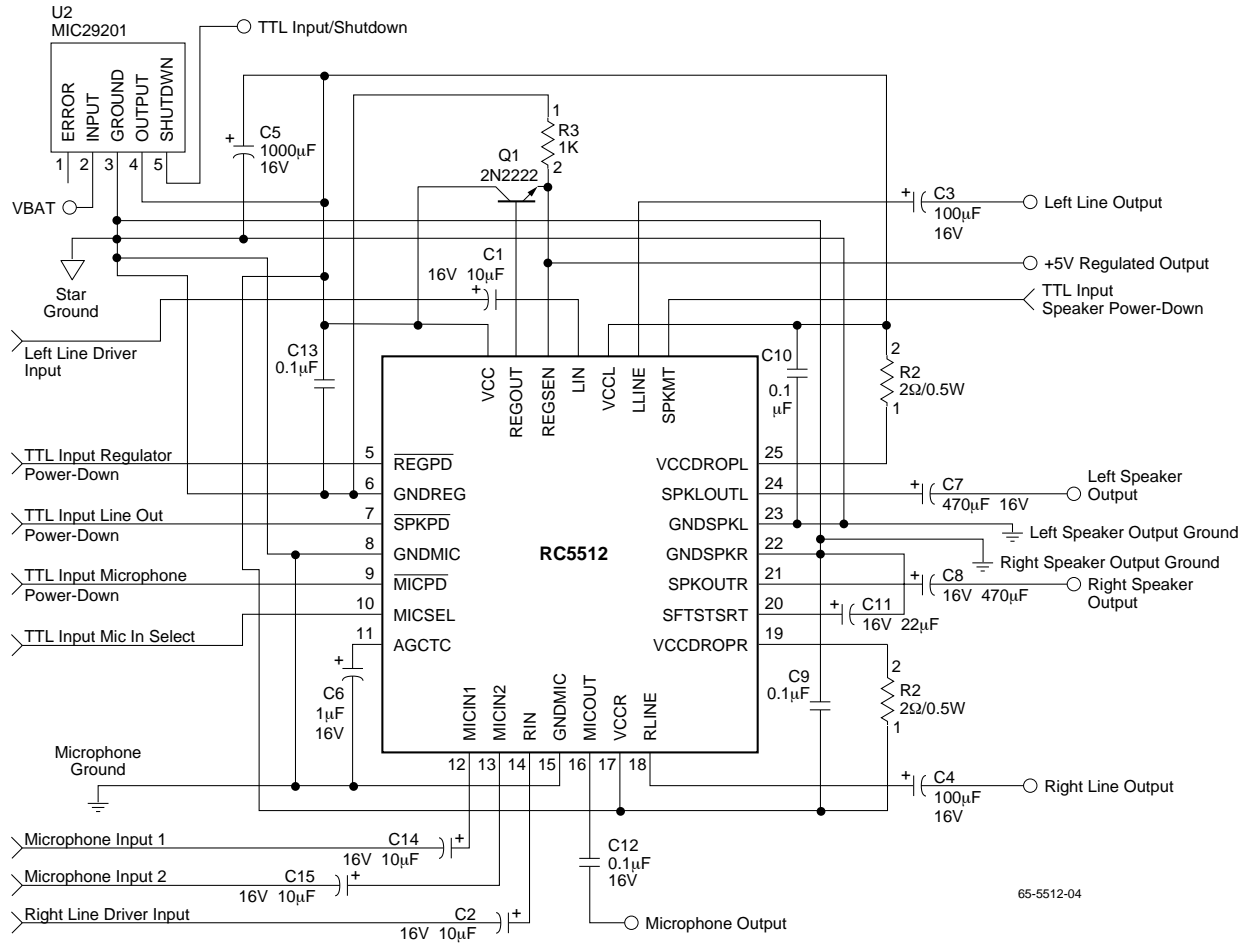 U2
MIC29201
TTL Input/Shutdown
ERROR
INPUT
GROUND
OUTPUT
SHUTDWN
1
2
3
4
5
VBAT
Star
Ground
+
C5
1000µF
16V
1
R3
1K
2
Q1
2N2222
+
C3
100µF
16V
Left Line Output
C1
16V 10µF
+
+5V Regulated Output
TTL Input
Speaker Power-Down
Left Line Driver
Input
C13
0.1µF
C10
0.1
µF
2
R2
2Ω/0.5W
1
VCC
REGOUT
REGSEN
LIN
VCCL
LLINE
SPKMT
TTL Input Regulator
Power-Down
5
REGPD
6
GNDREG
TTL Input Line Out
Power-Down
7
SPKPD
8
GNDMIC
TTL Input Microphone
Power-Down
9
MICPD
10
MICSEL
TTL Input Mic In Select
11
AGCTC
RC5512
25
VCCDROPL
24
SPKLOUTL
23
GNDSPKL
22
GNDSPKR
21
SPKOUTR
20
SFTSTSRT
19
VCCDROPR
+
C7
470µF 16V
Left Speaker
Output
Left Speaker Output Ground
Right Speaker Output Ground
+
C8
16V 470µF
Right Speaker
Output
+
C11
16V 22µF
C9
0.1µF
2
R2
2Ω/0.5W
1
+
C6
1µF
16V
MICIN1
MICIN2
RIN
GNDMIC
MICOUT
VCCR
RLINE
12
13
14
15
16
17
18
Microphone
Ground
+
C4
100µF
16V
Right Line Output
Microphone Input 1
C14
+
16V 10µF
Microphone Input 2
C15
+
16V 10µF
Right Line Driver Input
C2
+
16V 10µF
C12
0.1µF
16V
Microphone Output
65-5512-04